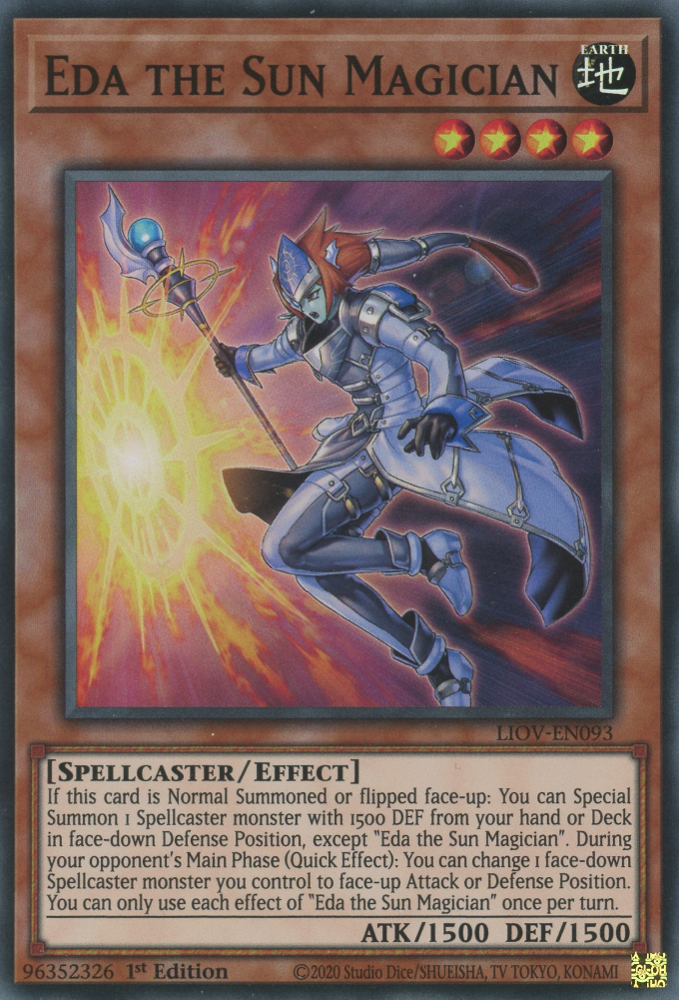 EDA THE SUN MAGICIAN
EARTH
地
LIOV-EN093
[SPELLCASTER/EFFECT]
If this card is Normal Summoned or flipped face-up: You can Special
Summon 1 Spellcaster monster with 1500 DEF from your hand or Deck
in face-down Defense Position, except "Eda the Sun Magician". During
your opponent's Main Phase (Quick Effect): You can change 1 face-down
Spellcaster monster you control to face-up Attack or Defense Position.
You can only use each effect of "Eda the Sun Magician" once per turn.
ATK/1500 DEF/1500
96352326 1st Edition ©2020 Studio Dice/SHUEISHA, TV TOKYO, KONAMI